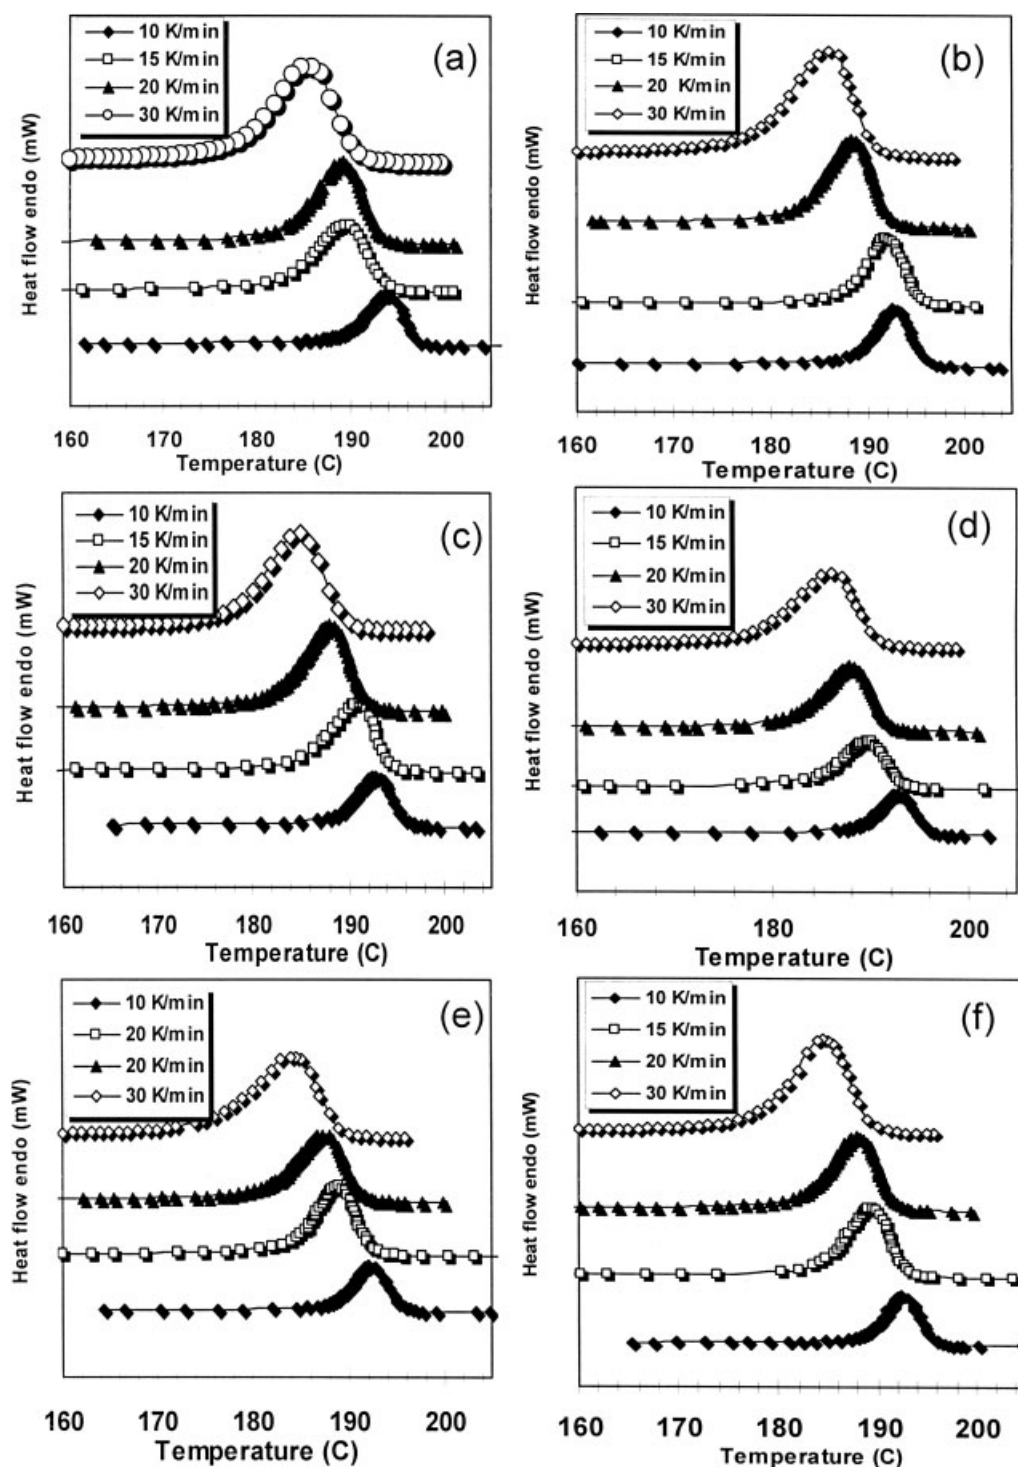 10 K/min
15 K/min
20 K/min
30 K/min
(a)
Heat flow endo (mW)
160 170 180 190 200
Temperature (C)
10 K/min
15 K/min
20 K/min
30 K/min
(b)
Heat flow endo (mW)
160 170 180 190 200
Temperature (C)
10 K/min
15 K/min
20 K/min
30 K/min
(c)
Heat flow endo (mW)
160 170 180 190 200
Temperature (C)
10 K/min
15 K/min
20 K/min
30 K/min
(d)
Heat flow endo (mW)
160 170 180 190 200
Temperature (C)
10 K/min
20 K/min
20 K/min
30 K/min
(e)
Heat flow endo (mW)
160 170 180 190 200
Temperature (C)
10 K/min
15 K/min
20 K/min
30 K/min
(f)
Heat flow endo (mW)
160 170 180 190 200
Temperature (C)